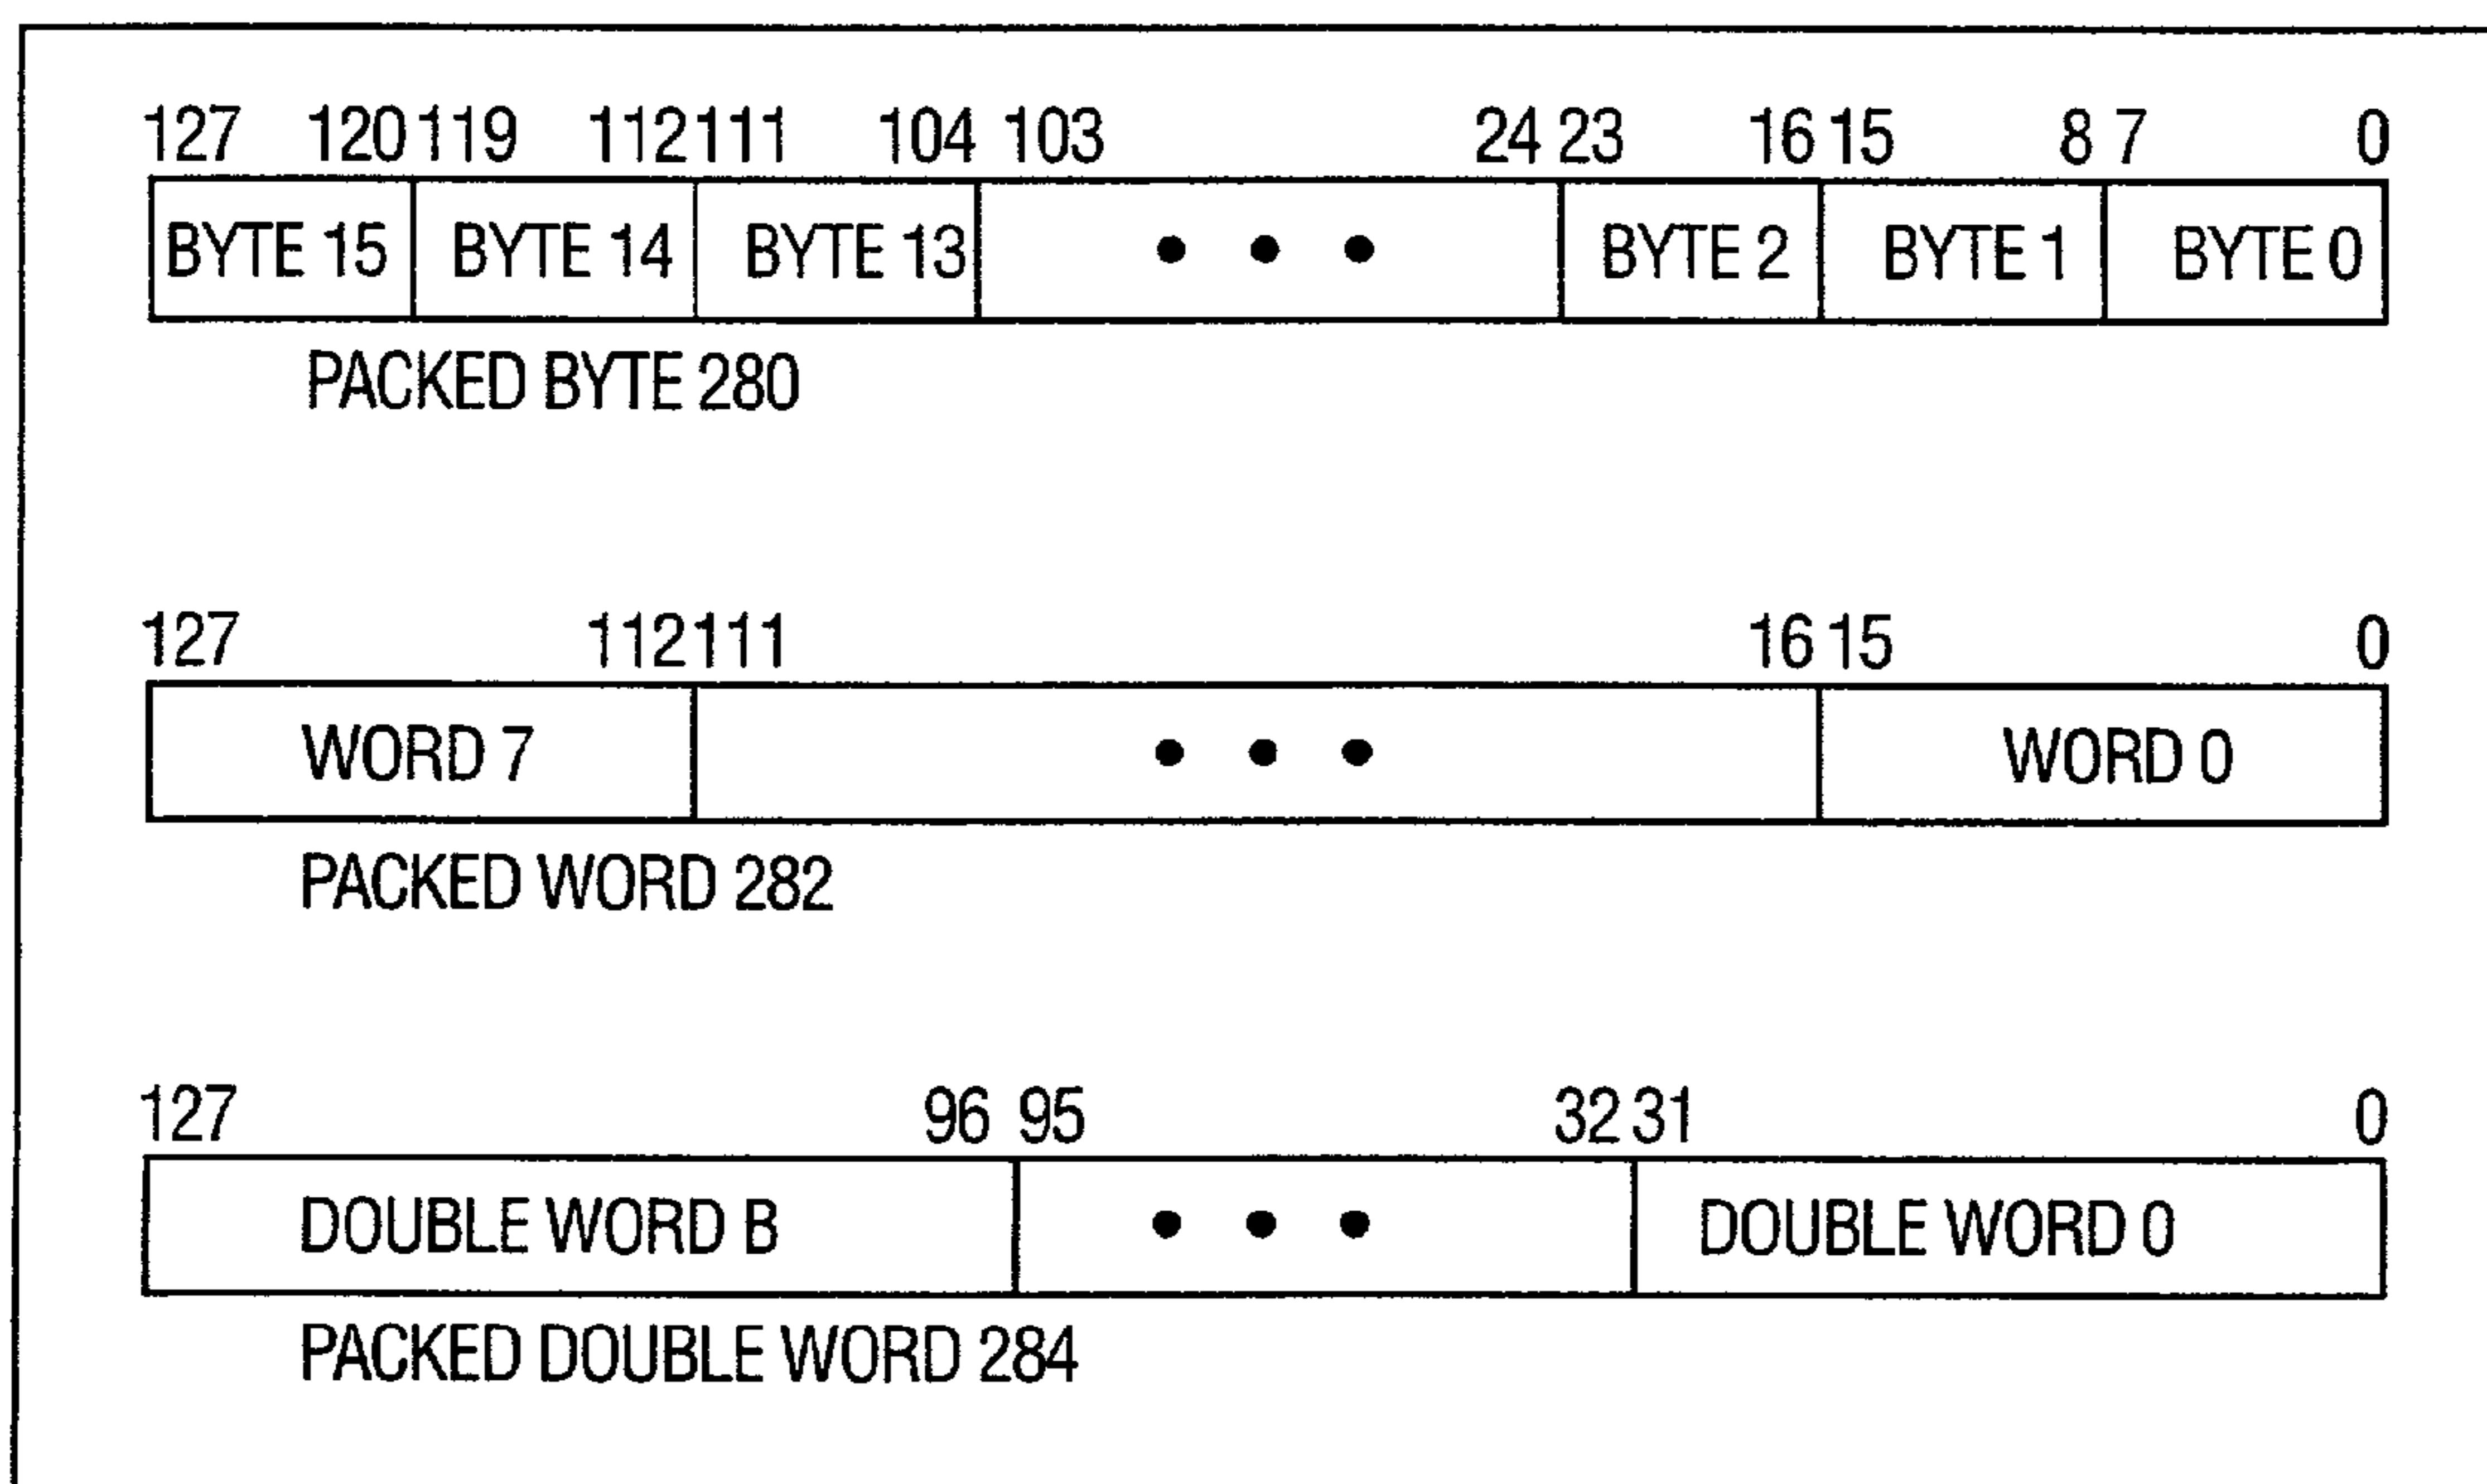 127 120 119 112 111 104 103 24 23 16 15 8 7 0
BYTE 15 BYTE 14 BYTE 13 • • • BYTE 2 BYTE 1 BYTE 0
PACKED BYTE 280
127 112 111 16 15 0
WORD 7 • • • WORD 0
PACKED WORD 282
127 96 95 32 31 0
DOUBLE WORD B • • • DOUBLE WORD 0
PACKED DOUBLE WORD 284